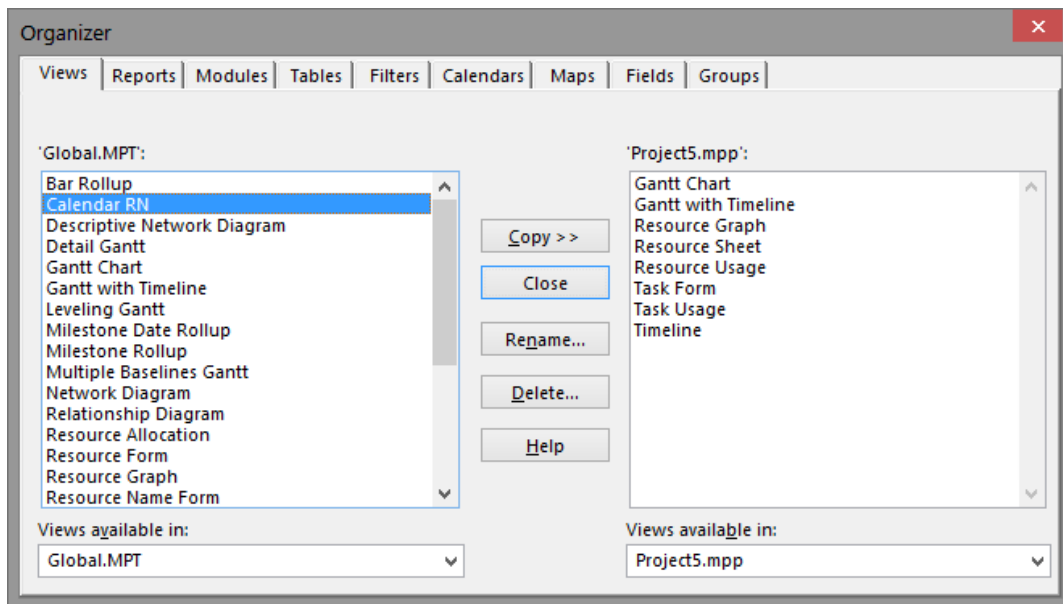 Organizer
Views Reports Modules Tables Filters Calendars Maps Fields Groups
'Global.MPT':
Bar Rollup
Calendar RN
Descriptive Network Diagram
Detail Gantt
Gantt Chart
Gantt with Timeline
Leveling Gantt
Milestone Date Rollup
Milestone Rollup
Multiple Baselines Gantt
Network Diagram
Relationship Diagram
Resource Allocation
Resource Form
Resource Graph
Resource Name Form
Views available in:
Global.MPT
Copy >>
Close
Rename...
Delete...
Help
'Project5.mpp':
Gantt Chart
Gantt with Timeline
Resource Graph
Resource Sheet
Resource Usage
Task Form
Task Usage
Timeline
Views available in:
Project5.mpp